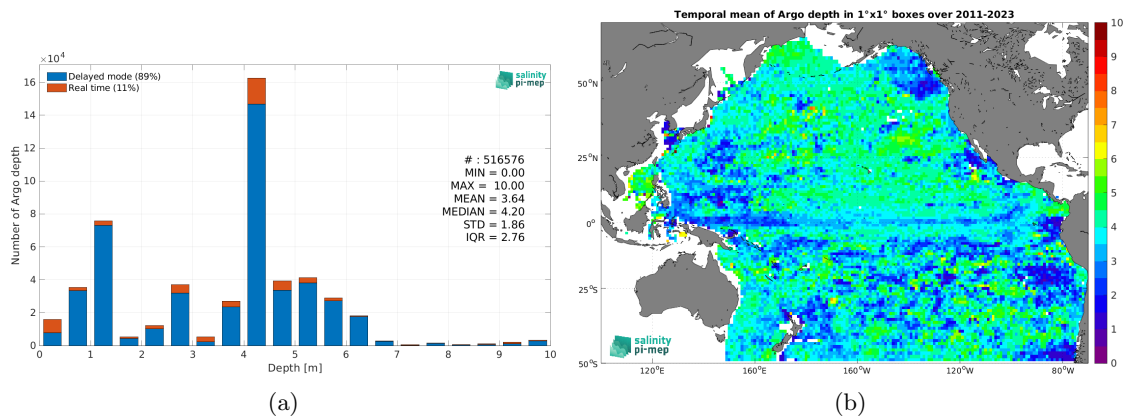 ×10⁴
Delayed mode (89%)
Real time (11%)
salinity
pi-mep
# : 516576
MIN = 0.00
MAX = 10.00
MEAN = 3.64
MEDIAN = 4.20
STD = 1.86
IQR = 2.76
16
14
12
10
8
6
4
2
0 1 2 3 4 5 6 7 8 9 10
Number of Argo depth
Depth [m]
(a)
Temporal mean of Argo depth in 1°x1° boxes over 2011-2023
50°N
25°N
0°
25°S
50°S
120°E 160°E 160°W 120°W 80°W
salinity
pi-mep
10
9
8
7
6
5
4
3
2
1
0
(b)